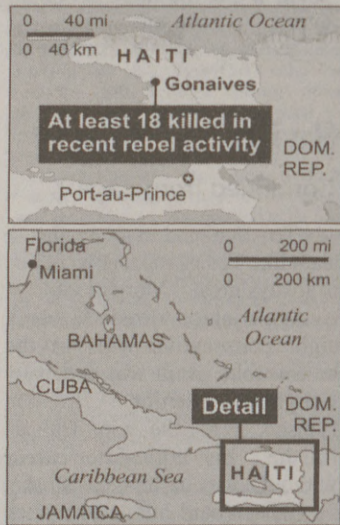 0 40 mi
0 40 km
Atlantic Ocean
HAITI
Gonaives
At least 18 killed in
recent rebel activity
DOM.
REP.
Port-au-Prince
Florida
Miami
0 200 mi
0 200 km
Atlantic
Ocean
BAHAMAS
CUBA
Detail
DOM.
REP.
Caribbean Sea
HAITI
JAMAICA